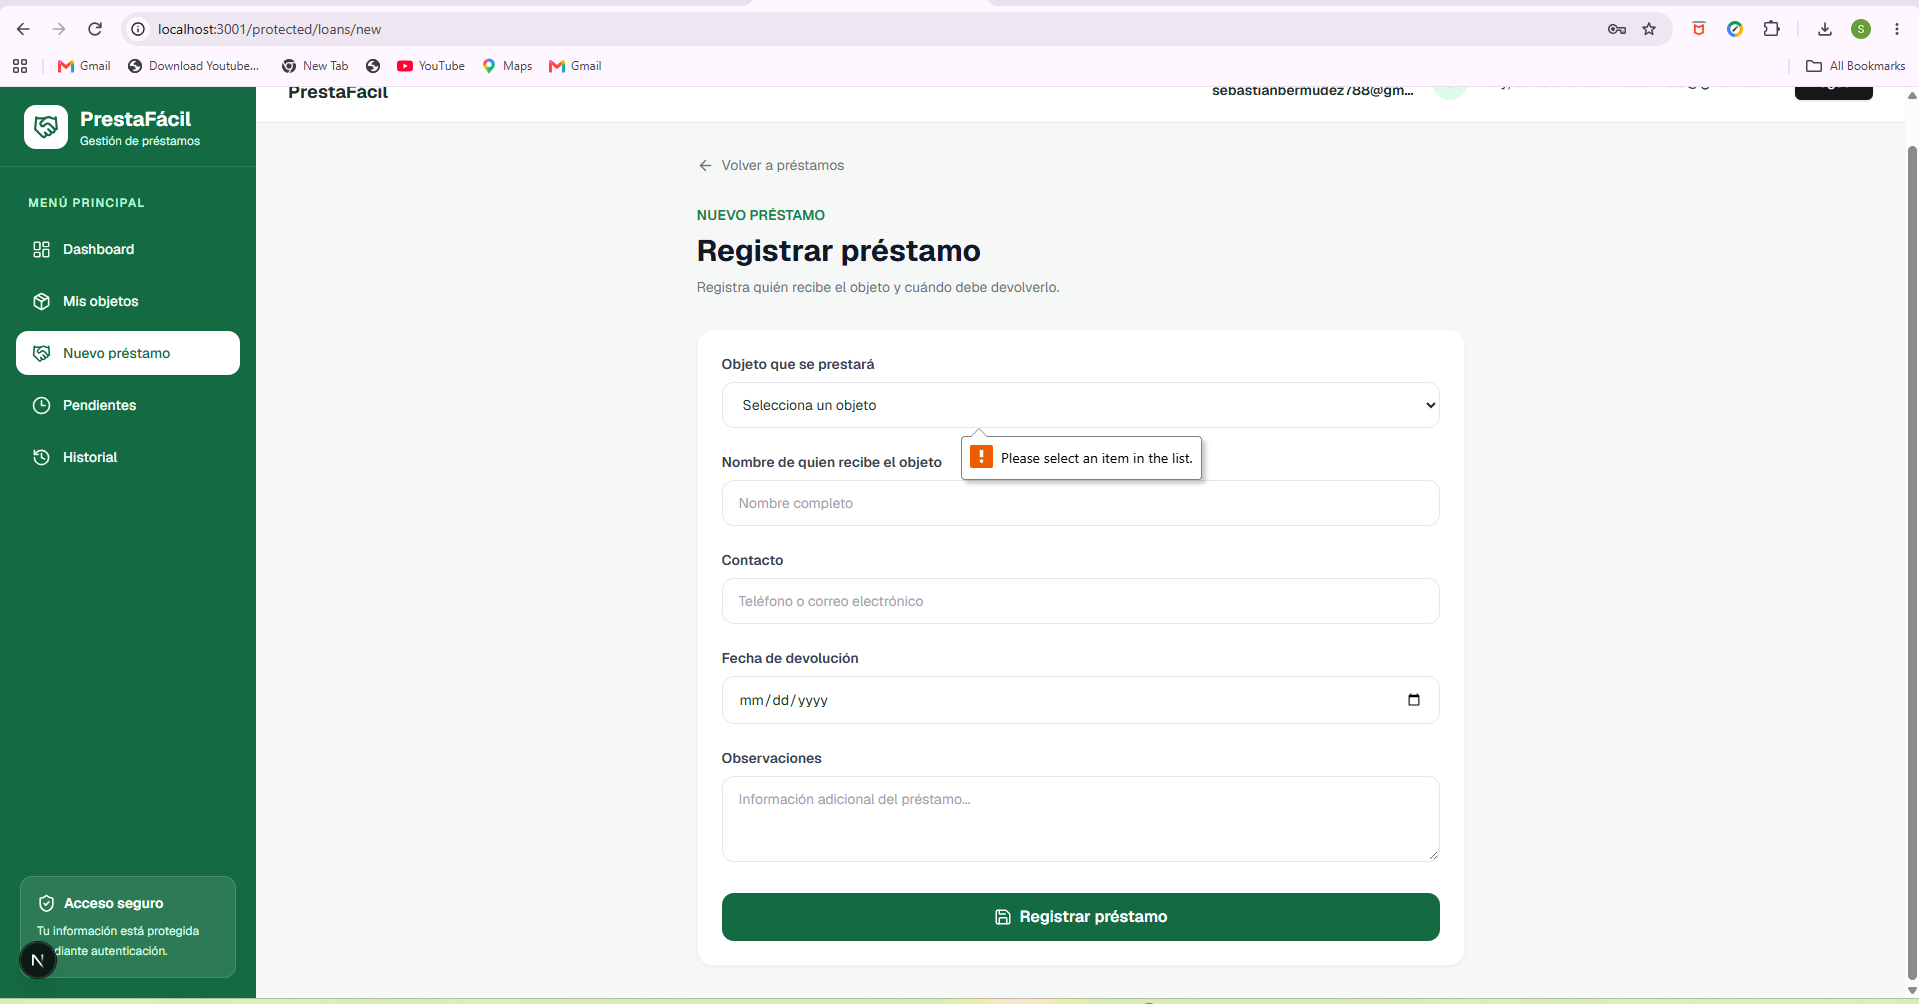 localhost:3001/protected/loans/new
S
Gmail
Download Youtube...
New Tab
YouTube
Maps
Gmail
All Bookmarks
PrestaFácil
Gestión de préstamos
PrestaFácil
sebastianbermudez788@gm...
MENÚ PRINCIPAL
Dashboard
Mis objetos
Nuevo préstamo
Pendientes
Historial
Volver a préstamos
NUEVO PRÉSTAMO
Registrar préstamo
Registra quién recibe el objeto y cuándo debe devolverlo.
Objeto que se prestará
Selecciona un objeto
Please select an item in the list.
Nombre de quien recibe el objeto
Nombre completo
Contacto
Teléfono o correo electrónico
Fecha de devolución
mm/dd/yyyy
Observaciones
Información adicional del préstamo...
Registrar préstamo
Acceso seguro
Tu información está protegida
diante autenticación.
N